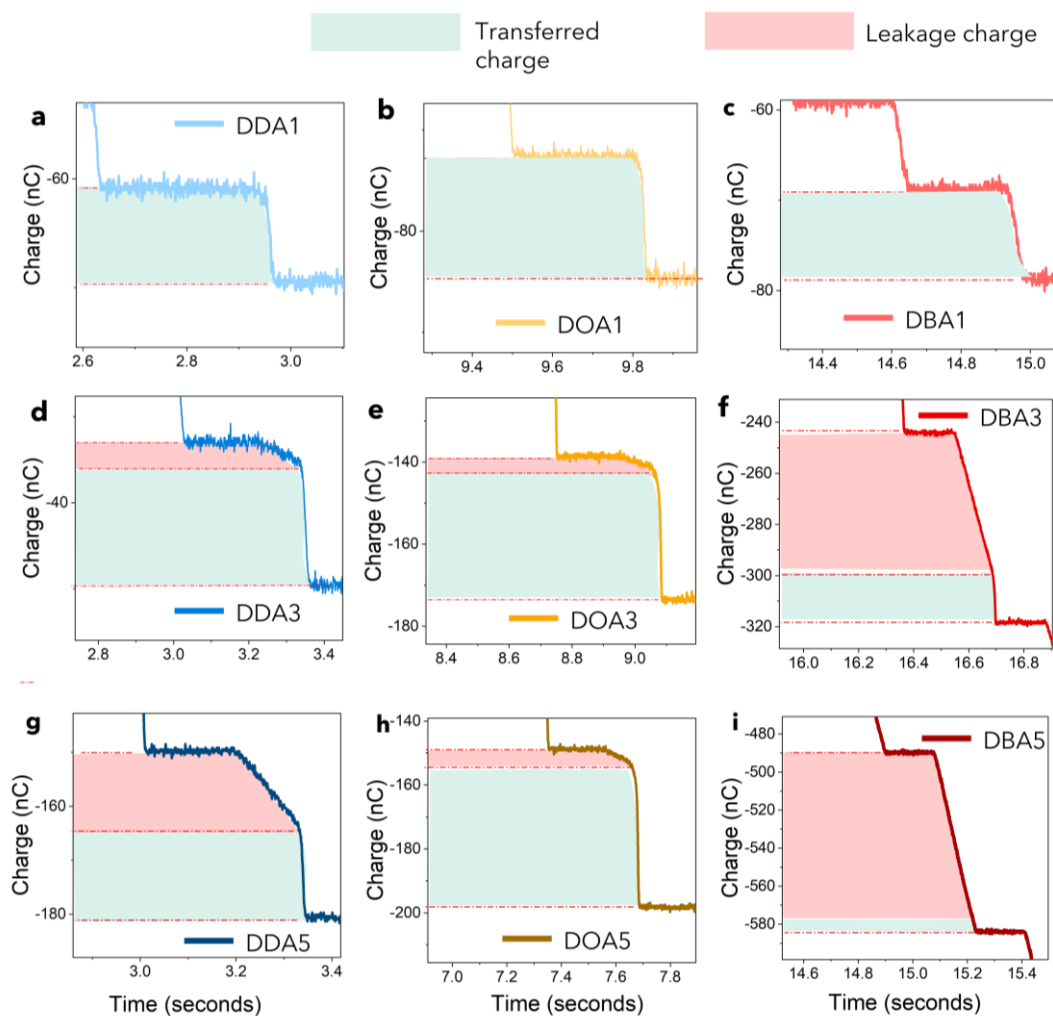 Transferred
charge
Leakage charge
a
DDA1
Charge (nC)
-60
2.6
2.8
3.0
b
DOA1
Charge (nC)
-80
9.4
9.6
9.8
c
DBA1
Charge (nC)
-60
-80
14.4
14.6
14.8
15.0
d
DDA3
Charge (nC)
-40
2.8
3.0
3.2
3.4
e
DOA3
Charge (nC)
-140
-160
-180
8.4
8.6
8.8
9.0
f
DBA3
Charge (nC)
-240
-260
-280
-300
-320
16.0
16.2
16.4
16.6
16.8
g
DDA5
Charge (nC)
-160
-180
3.0
3.2
3.4
Time (seconds)
h
DOA5
Charge (nC)
-140
-160
-180
-200
7.0
7.2
7.4
7.6
7.8
Time (seconds)
i
DBA5
Charge (nC)
-480
-500
-520
-540
-560
-580
14.6
14.8
15.0
15.2
15.4
Time (seconds)